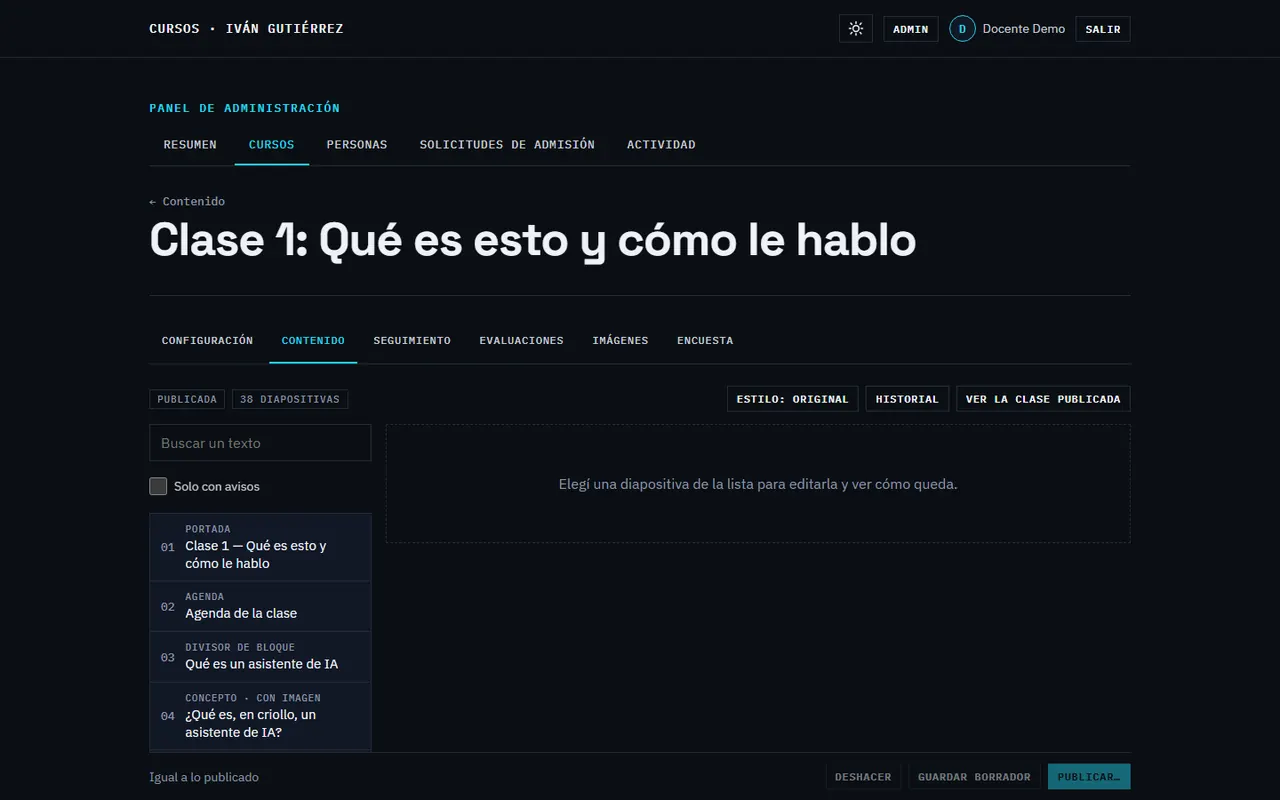 CURSOS · IVÁN GUTIÉRREZ
ADMIN
D
Docente Demo
SALIR
PANEL DE ADMINISTRACIÓN
RESUMEN
CURSOS
PERSONAS
SOLICITUDES DE ADMISIÓN
ACTIVIDAD
← Contenido
Clase 1: Qué es esto y cómo le hablo
CONFIGURACIÓN
CONTENIDO
SEGUIMIENTO
EVALUACIONES
IMÁGENES
ENCUESTA
PUBLICADA
38 DIAPOSITIVAS
ESTILO: ORIGINAL
HISTORIAL
VER LA CLASE PUBLICADA
Buscar un texto
Solo con avisos
Elegí una diapositiva de la lista para editarla y ver cómo queda.
01
PORTADA
Clase 1 — Qué es esto y
cómo le hablo
02
AGENDA
Agenda de la clase
03
DIVISOR DE BLOQUE
Qué es un asistente de IA
04
CONCEPTO · CON IMAGEN
¿Qué es, en criollo, un
asistente de IA?
Igual a lo publicado
DESHACER
GUARDAR BORRADOR
PUBLICAR…